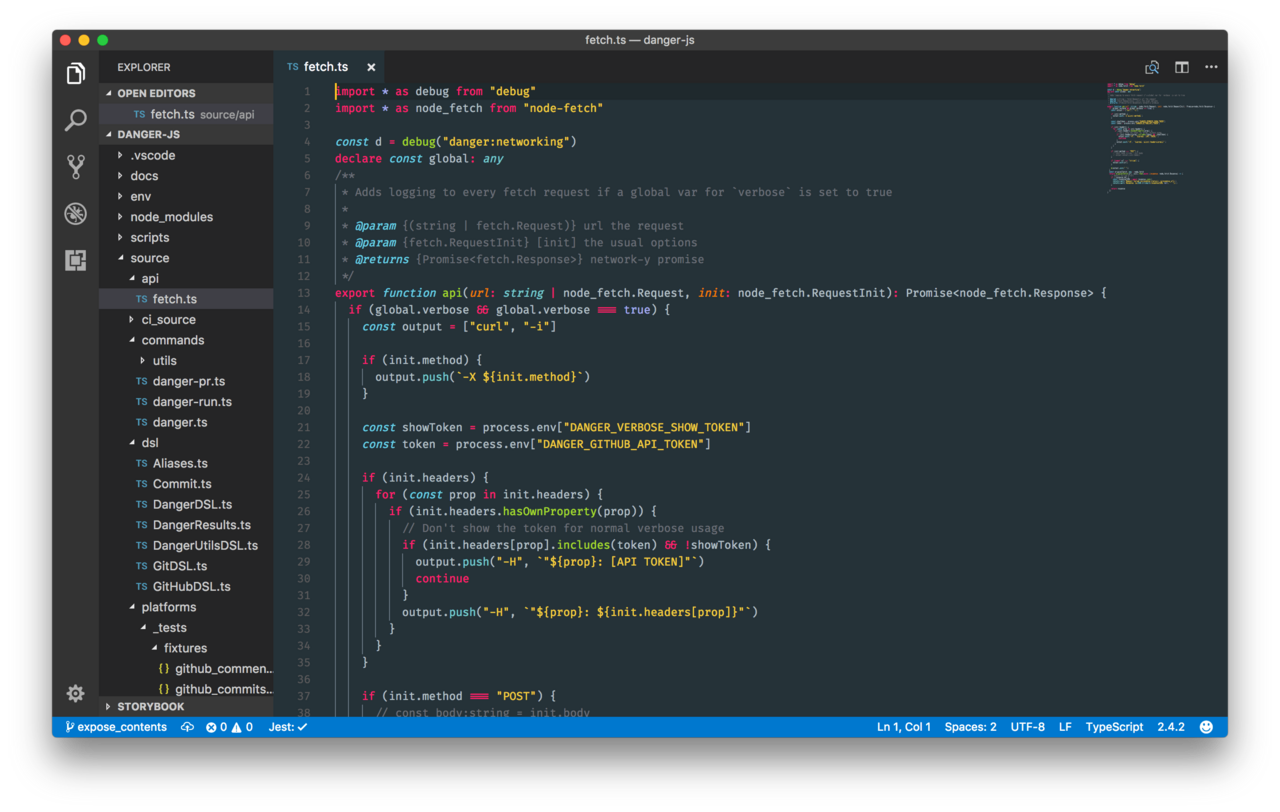 fetch.ts — danger-js
EXPLORER
OPEN EDITORS
TS fetch.ts source/api
DANGER-JS
.vscode
docs
env
node_modules
scripts
source
api
TS fetch.ts
ci_source
commands
utils
TS danger-pr.ts
TS danger-run.ts
TS danger.ts
dsl
TS Aliases.ts
TS Commit.ts
TS DangerDSL.ts
TS DangerResults.ts
TS DangerUtilsDSL.ts
TS GitDSL.ts
TS GitHubDSL.ts
platforms
_tests
fixtures
{} github_commen...
{} github_commits...
STORYBOOK
TS fetch.ts ×
1 import * as debug from "debug"
2 import * as node_fetch from "node-fetch"
3
4 const d = debug("danger:networking")
5 declare const global: any
6 /**
7 * Adds logging to every fetch request if a global var for `verbose` is set to true
8 *
9 * @param {(string | fetch.Request)} url the request
10 * @param {fetch.RequestInit} [init] the usual options
11 * @returns {Promise<fetch.Response>} network-y promise
12 */
13 export function api(url: string | node_fetch.Request, init: node_fetch.RequestInit): Promise<node_fetch.Response> {
14 if (global.verbose && global.verbose === true) {
15 const output = ["curl", "-i"]
16
17 if (init.method) {
18 output.push(`-X ${init.method}`)
19 }
20
21 const showToken = process.env["DANGER_VERBOSE_SHOW_TOKEN"]
22 const token = process.env["DANGER_GITHUB_API_TOKEN"]
23
24 if (init.headers) {
25 for (const prop in init.headers) {
26 if (init.headers.hasOwnProperty(prop)) {
27 // Don't show the token for normal verbose usage
28 if (init.headers[prop].includes(token) && !showToken) {
29 output.push("-H", `"${prop}: [API TOKEN]"`)
30 continue
31 }
32 output.push("-H", `"${prop}: ${init.headers[prop]}"`)
33 }
34 }
35 }
36
37 if (init.method === "POST") {
38 // const body:string = init.body
expose_contents 0 0 Jest: ✓ Ln 1, Col 1 Spaces: 2 UTF-8 LF TypeScript 2.4.2